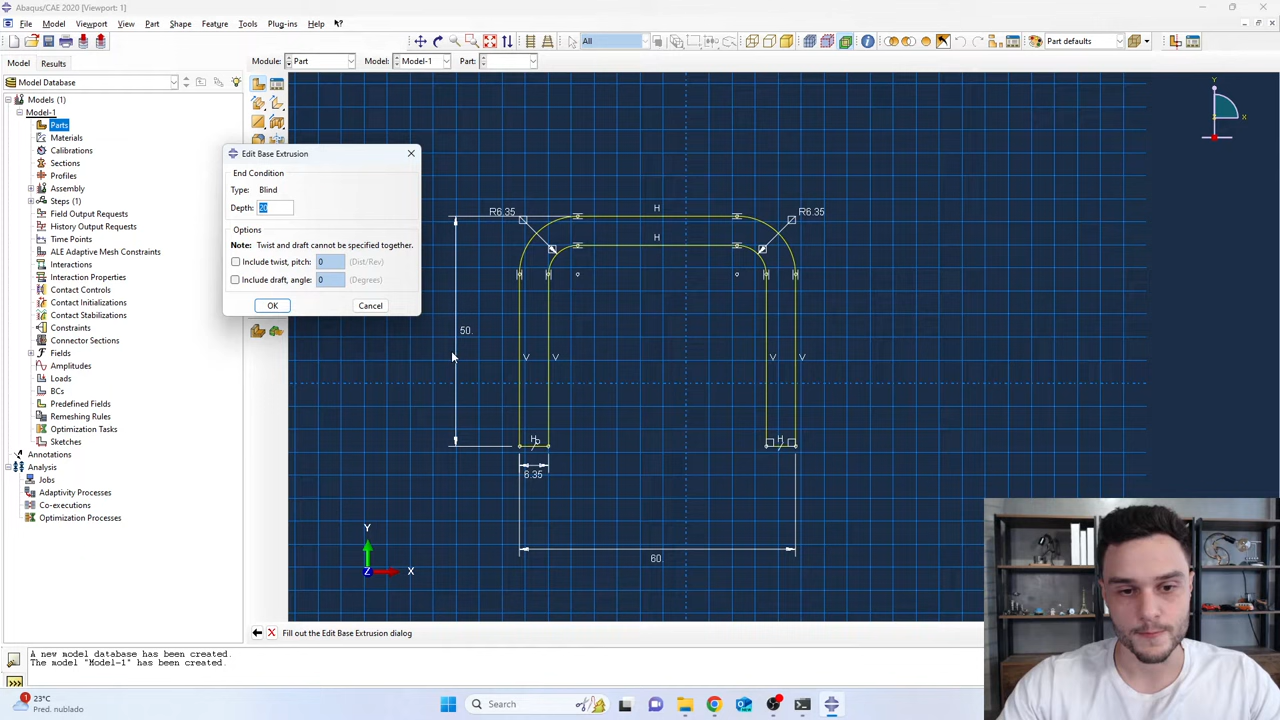 Abaqus/CAE 2020 [Viewport: 1]
File Model Viewport View Part Shape Feature Tools Plug-ins Help
All Part defaults
Model Results Module: Part Model: Model-1 Part:
Model Database
Models (1)
Model-1
Parts
Materials
Calibrations
Sections
Profiles
Assembly
Steps (1)
Field Output Requests
History Output Requests
Time Points
ALE Adaptive Mesh Constraints
Interactions
Interaction Properties
Contact Controls
Contact Initializations
Contact Stabilizations
Constraints
Connector Sections
Fields
Amplitudes
Loads
BCs
Predefined Fields
Remeshing Rules
Optimization Tasks
Sketches
Annotations
Analysis
Jobs
Adaptivity Processes
Co-executions
Optimization Processes
Edit Base Extrusion
End Condition
Type: Blind
Depth: 20
Options
Note: Twist and draft cannot be specified together.
Include twist, pitch: 0 (Dist/Rev)
Include draft, angle: 0 (Degrees)
OK Cancel
R6.35 H R6.35
H
50.
V V V V
H H
6.35
60.
Y
Z X
Y
X
Fill out the Edit Base Extrusion dialog
A new model database has been created.
The model "Model-1" has been created.
23°C
Pred. nublado
Search